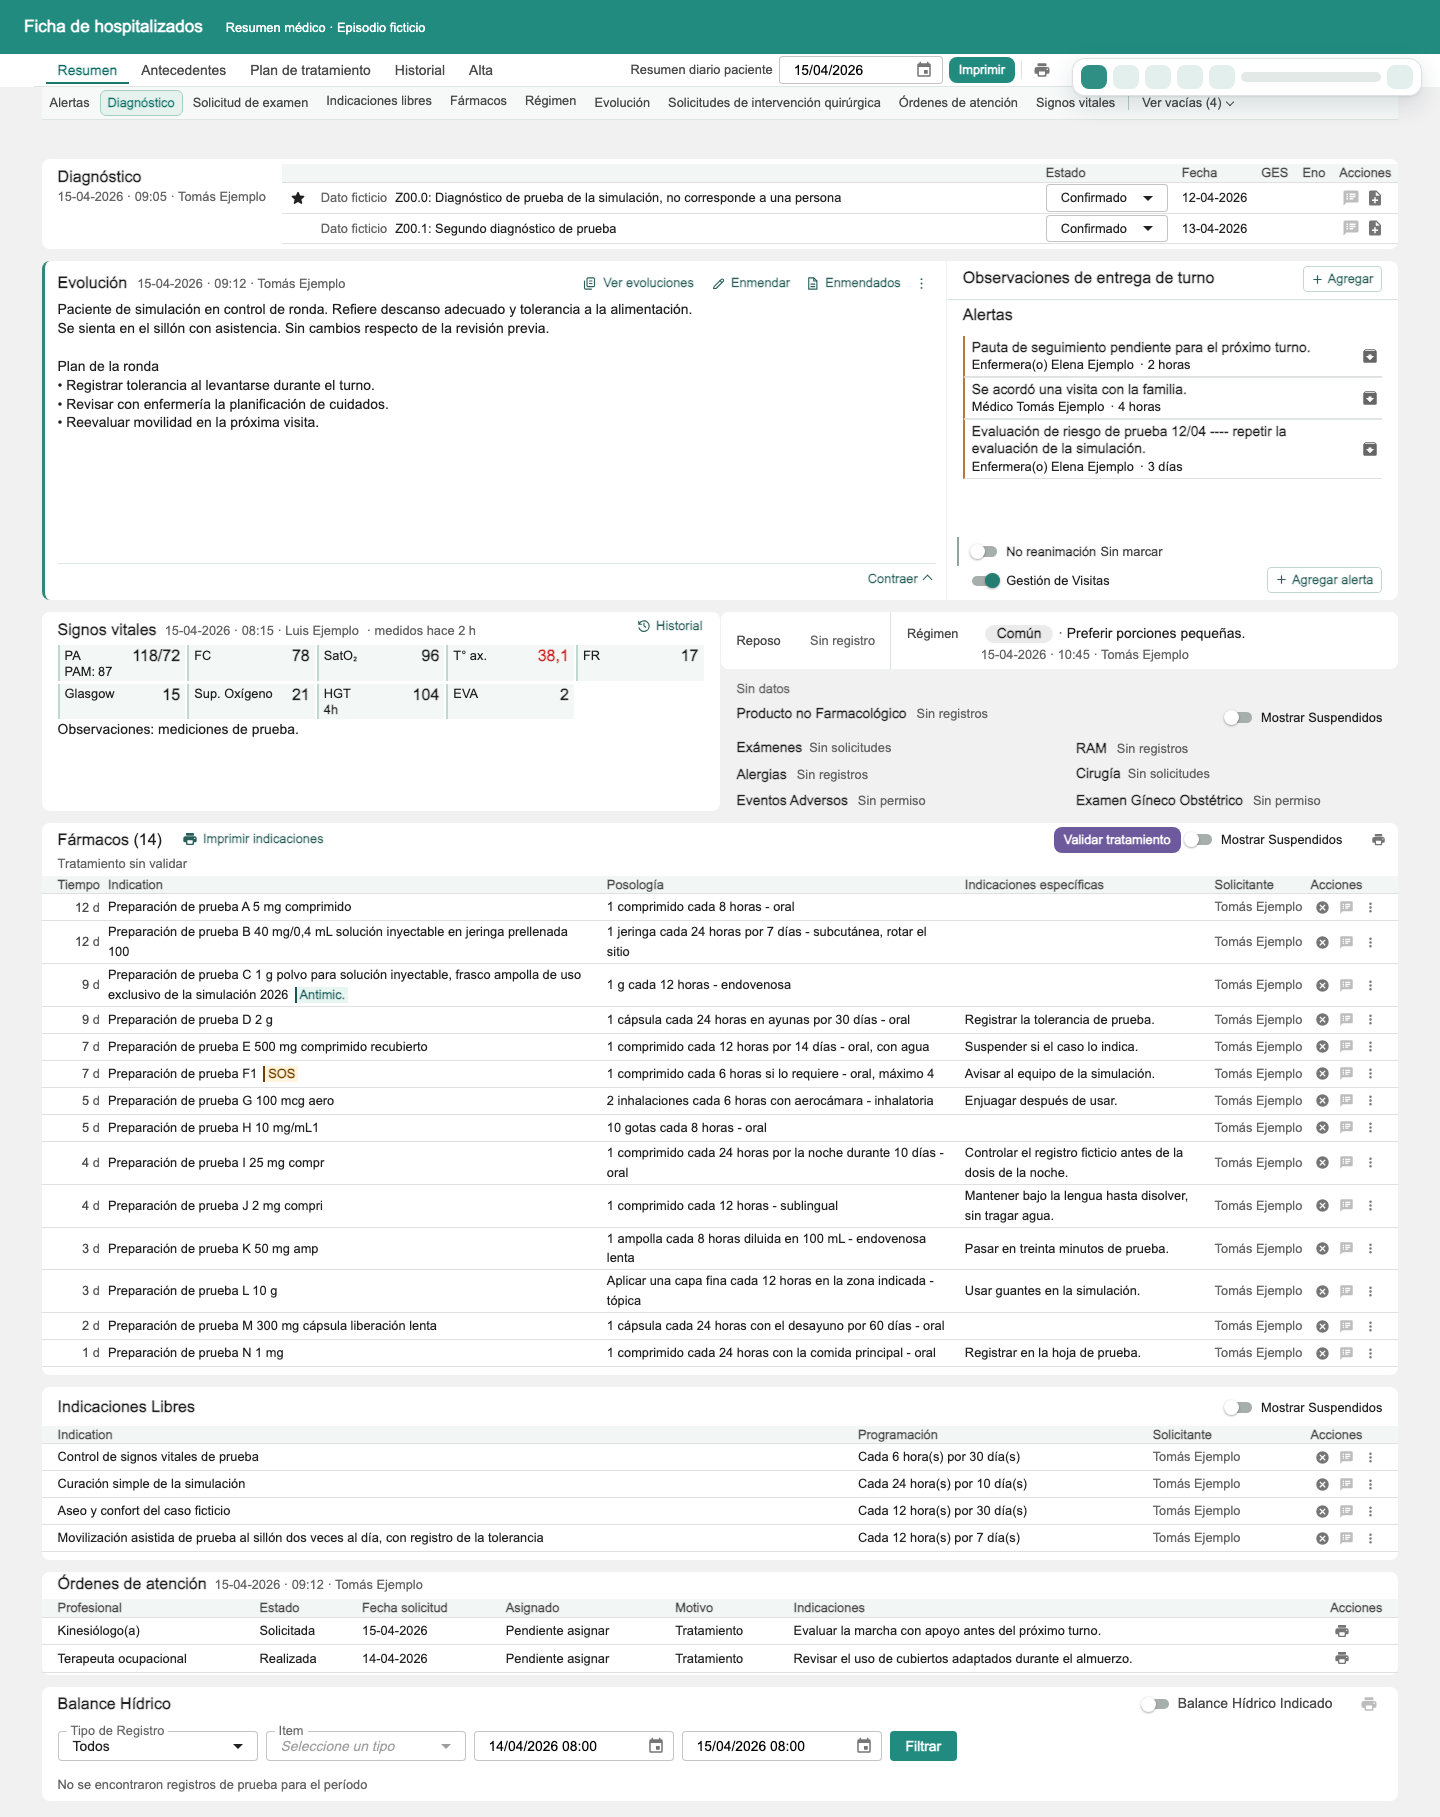 Ficha de hospitalizados Resumen médico · Episodio ficticio
Resumen Antecedentes Plan de tratamiento Historial Alta Resumen diario paciente 15/04/2026 Imprimir
Alertas Diagnóstico Solicitud de examen Indicaciones libres Fármacos Régimen Evolución Solicitudes de intervención quirúrgica Órdenes de atención Signos vitales Ver vacías (4)
Diagnóstico
15-04-2026 · 09:05 · Tomás Ejemplo
Estado Fecha GES Eno Acciones
Dato ficticio Z00.0: Diagnóstico de prueba de la simulación, no corresponde a una persona Confirmado 12-04-2026
Dato ficticio Z00.1: Segundo diagnóstico de prueba Confirmado 13-04-2026
Evolución 15-04-2026 · 09:12 · Tomás Ejemplo Ver evoluciones Enmendar Enmendados
Paciente de simulación en control de ronda. Refiere descanso adecuado y tolerancia a la alimentación.
Se sienta en el sillón con asistencia. Sin cambios respecto de la revisión previa.
Plan de la ronda
• Registrar tolerancia al levantarse durante el turno.
• Revisar con enfermería la planificación de cuidados.
• Reevaluar movilidad en la próxima visita.
Contraer
Observaciones de entrega de turno + Agregar
Alertas
Pauta de seguimiento pendiente para el próximo turno.
Enfermera(o) Elena Ejemplo · 2 horas
Se acordó una visita con la familia.
Médico Tomás Ejemplo · 4 horas
Evaluación de riesgo de prueba 12/04 ---- repetir la
evaluación de la simulación.
Enfermera(o) Elena Ejemplo · 3 días
No reanimación Sin marcar
Gestión de Visitas + Agregar alerta
Signos vitales 15-04-2026 · 08:15 · Luis Ejemplo · medidos hace 2 h Historial
PA 118/72 FC 78 SatO₂ 96 T° ax. 38,1 FR 17
PAM: 87
Glasgow 15 Sup. Oxígeno 21 HGT 104 EVA 2
4h
Observaciones: mediciones de prueba.
Reposo Sin registro Régimen Común · Preferir porciones pequeñas.
15-04-2026 · 10:45 · Tomás Ejemplo
Sin datos
Producto no Farmacológico Sin registros Mostrar Suspendidos
Exámenes Sin solicitudes RAM Sin registros
Alergias Sin registros Cirugía Sin solicitudes
Eventos Adversos Sin permiso Examen Gíneco Obstétrico Sin permiso
Fármacos (14) Imprimir indicaciones Validar tratamiento Mostrar Suspendidos
Tratamiento sin validar
Tiempo Indication Posología Indicaciones específicas Solicitante Acciones
12 d Preparación de prueba A 5 mg comprimido 1 comprimido cada 8 horas - oral Tomás Ejemplo
12 d Preparación de prueba B 40 mg/0,4 mL solución inyectable en jeringa prellenada 100 1 jeringa cada 24 horas por 7 días - subcutánea, rotar el sitio Tomás Ejemplo
9 d Preparación de prueba C 1 g polvo para solución inyectable, frasco ampolla de uso exclusivo de la simulación 2026 Antimic. 1 g cada 12 horas - endovenosa Tomás Ejemplo
9 d Preparación de prueba D 2 g 1 cápsula cada 24 horas en ayunas por 30 días - oral Registrar la tolerancia de prueba. Tomás Ejemplo
7 d Preparación de prueba E 500 mg comprimido recubierto 1 comprimido cada 12 horas por 14 días - oral, con agua Suspender si el caso lo indica. Tomás Ejemplo
7 d Preparación de prueba F1 SOS 1 comprimido cada 6 horas si lo requiere - oral, máximo 4 Avisar al equipo de la simulación. Tomás Ejemplo
5 d Preparación de prueba G 100 mcg aero 2 inhalaciones cada 6 horas con aerocámara - inhalatoria Enjuagar después de usar. Tomás Ejemplo
5 d Preparación de prueba H 10 mg/mL1 10 gotas cada 8 horas - oral Tomás Ejemplo
4 d Preparación de prueba I 25 mg compr 1 comprimido cada 24 horas por la noche durante 10 días - oral Controlar el registro ficticio antes de la dosis de la noche. Tomás Ejemplo
4 d Preparación de prueba J 2 mg compri 1 comprimido cada 12 horas - sublingual Mantener bajo la lengua hasta disolver, sin tragar agua. Tomás Ejemplo
3 d Preparación de prueba K 50 mg amp 1 ampolla cada 8 horas diluida en 100 mL - endovenosa lenta Pasar en treinta minutos de prueba. Tomás Ejemplo
3 d Preparación de prueba L 10 g Aplicar una capa fina cada 12 horas en la zona indicada - tópica Usar guantes en la simulación. Tomás Ejemplo
2 d Preparación de prueba M 300 mg cápsula liberación lenta 1 cápsula cada 24 horas con el desayuno por 60 días - oral Tomás Ejemplo
1 d Preparación de prueba N 1 mg 1 comprimido cada 24 horas con la comida principal - oral Registrar en la hoja de prueba. Tomás Ejemplo
Indicaciones Libres Mostrar Suspendidos
Indication Programación Solicitante Acciones
Control de signos vitales de prueba Cada 6 hora(s) por 30 día(s) Tomás Ejemplo
Curación simple de la simulación Cada 24 hora(s) por 10 día(s) Tomás Ejemplo
Aseo y confort del caso ficticio Cada 12 hora(s) por 30 día(s) Tomás Ejemplo
Movilización asistida de prueba al sillón dos veces al día, con registro de la tolerancia Cada 12 hora(s) por 7 día(s) Tomás Ejemplo
Órdenes de atención 15-04-2026 · 09:12 · Tomás Ejemplo
Profesional Estado Fecha solicitud Asignado Motivo Indicaciones Acciones
Kinesiólogo(a) Solicitada 15-04-2026 Pendiente asignar Tratamiento Evaluar la marcha con apoyo antes del próximo turno.
Terapeuta ocupacional Realizada 14-04-2026 Pendiente asignar Tratamiento Revisar el uso de cubiertos adaptados durante el almuerzo.
Balance Hídrico Balance Hídrico Indicado
Tipo de Registro Item
Todos Seleccione un tipo 14/04/2026 08:00 15/04/2026 08:00 Filtrar
No se encontraron registros de prueba para el período